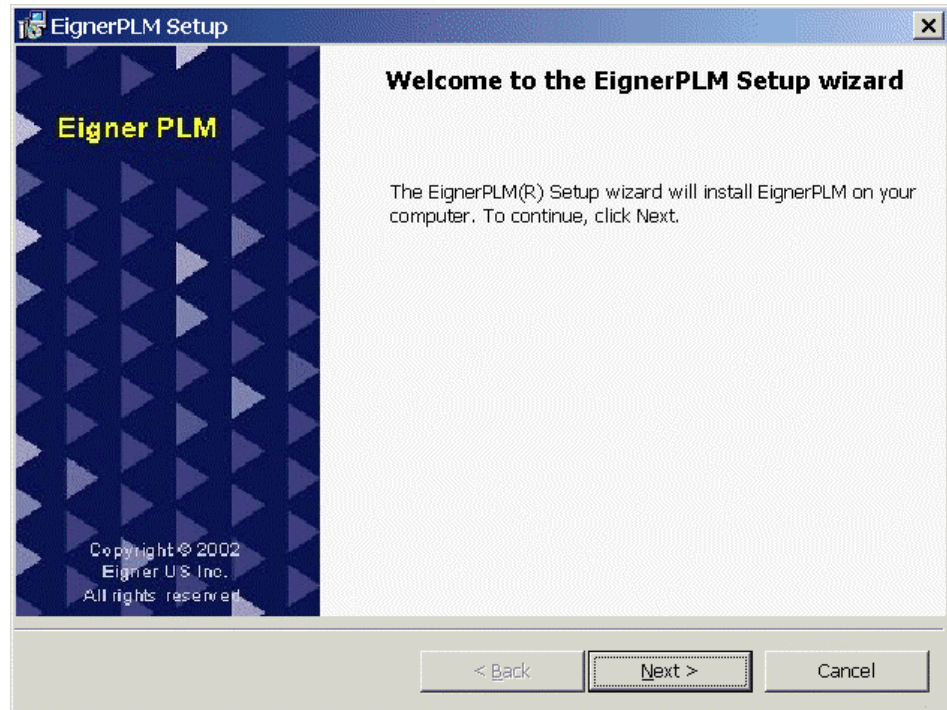 EignerPLM Setup
Welcome to the EignerPLM Setup wizard
Eigner PLM
The EignerPLM(R) Setup wizard will install EignerPLM on your
computer. To continue, click Next.
Copyright © 2002
Eigner US Inc.
All rights reserved
< Back
Next >
Cancel